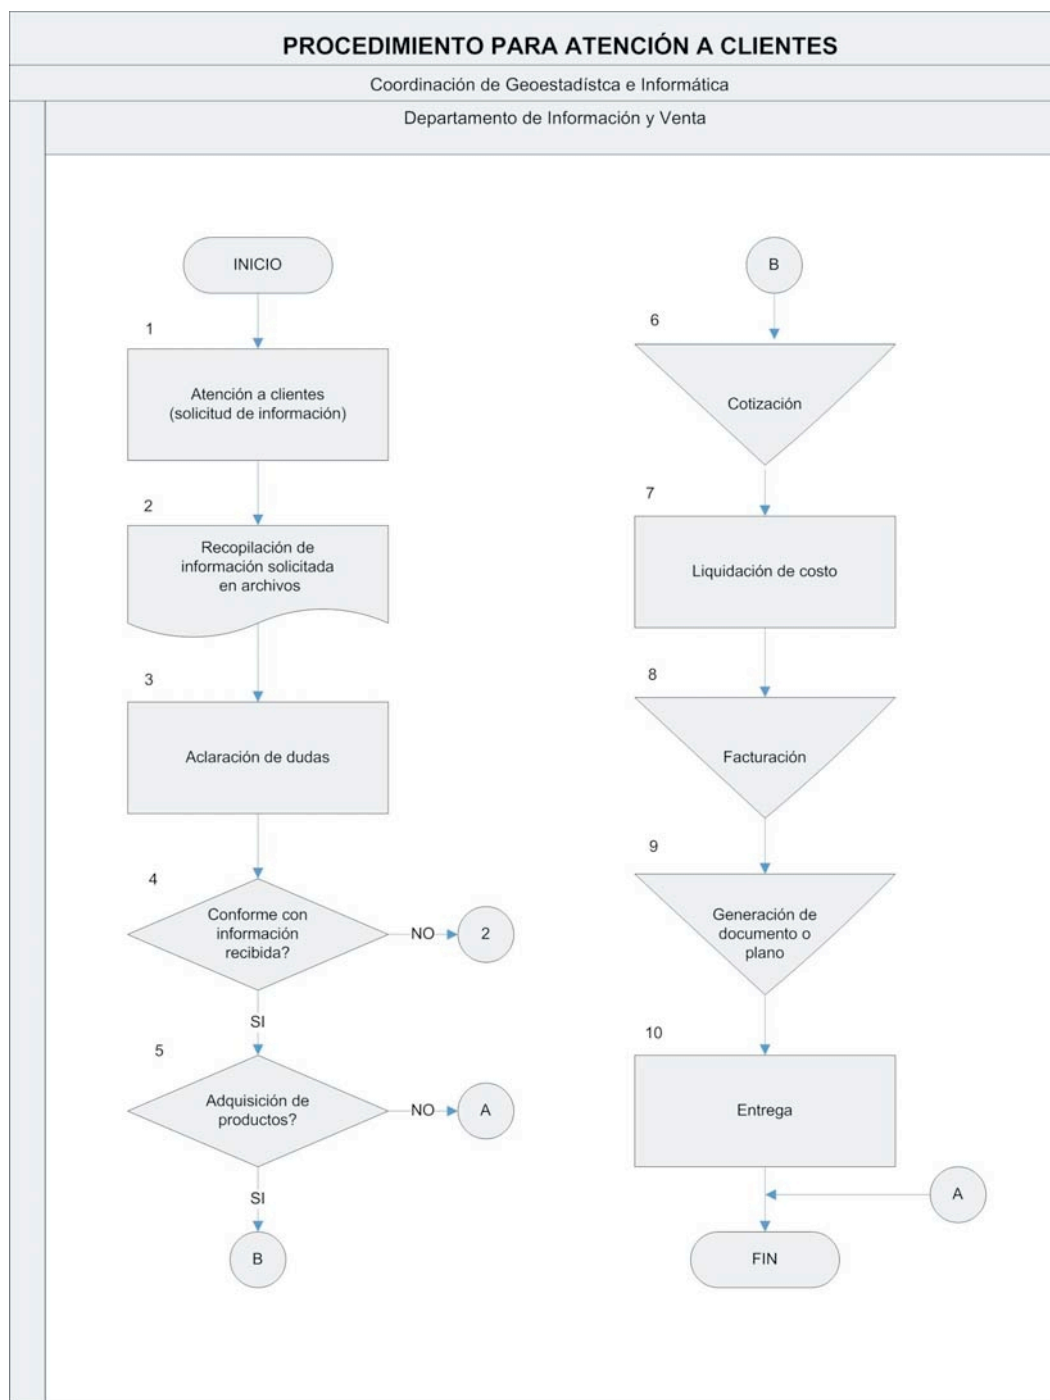 PROCEDIMIENTO PARA ATENCIÓN A CLIENTES
Coordinación de Geoestadístca e Informática
Departamento de Información y Venta
INICIO
1
Atención a clientes
(solicitud de información)
2
Recopilación de
información solicitada
en archivos
3
Aclaración de dudas
4
Conforme con
información
recibida?
NO
2
SI
5
Adquisición de
productos?
NO
A
SI
B
B
6
Cotización
7
Liquidación de costo
8
Facturación
9
Generación de
documento o
plano
10
Entrega
A
FIN